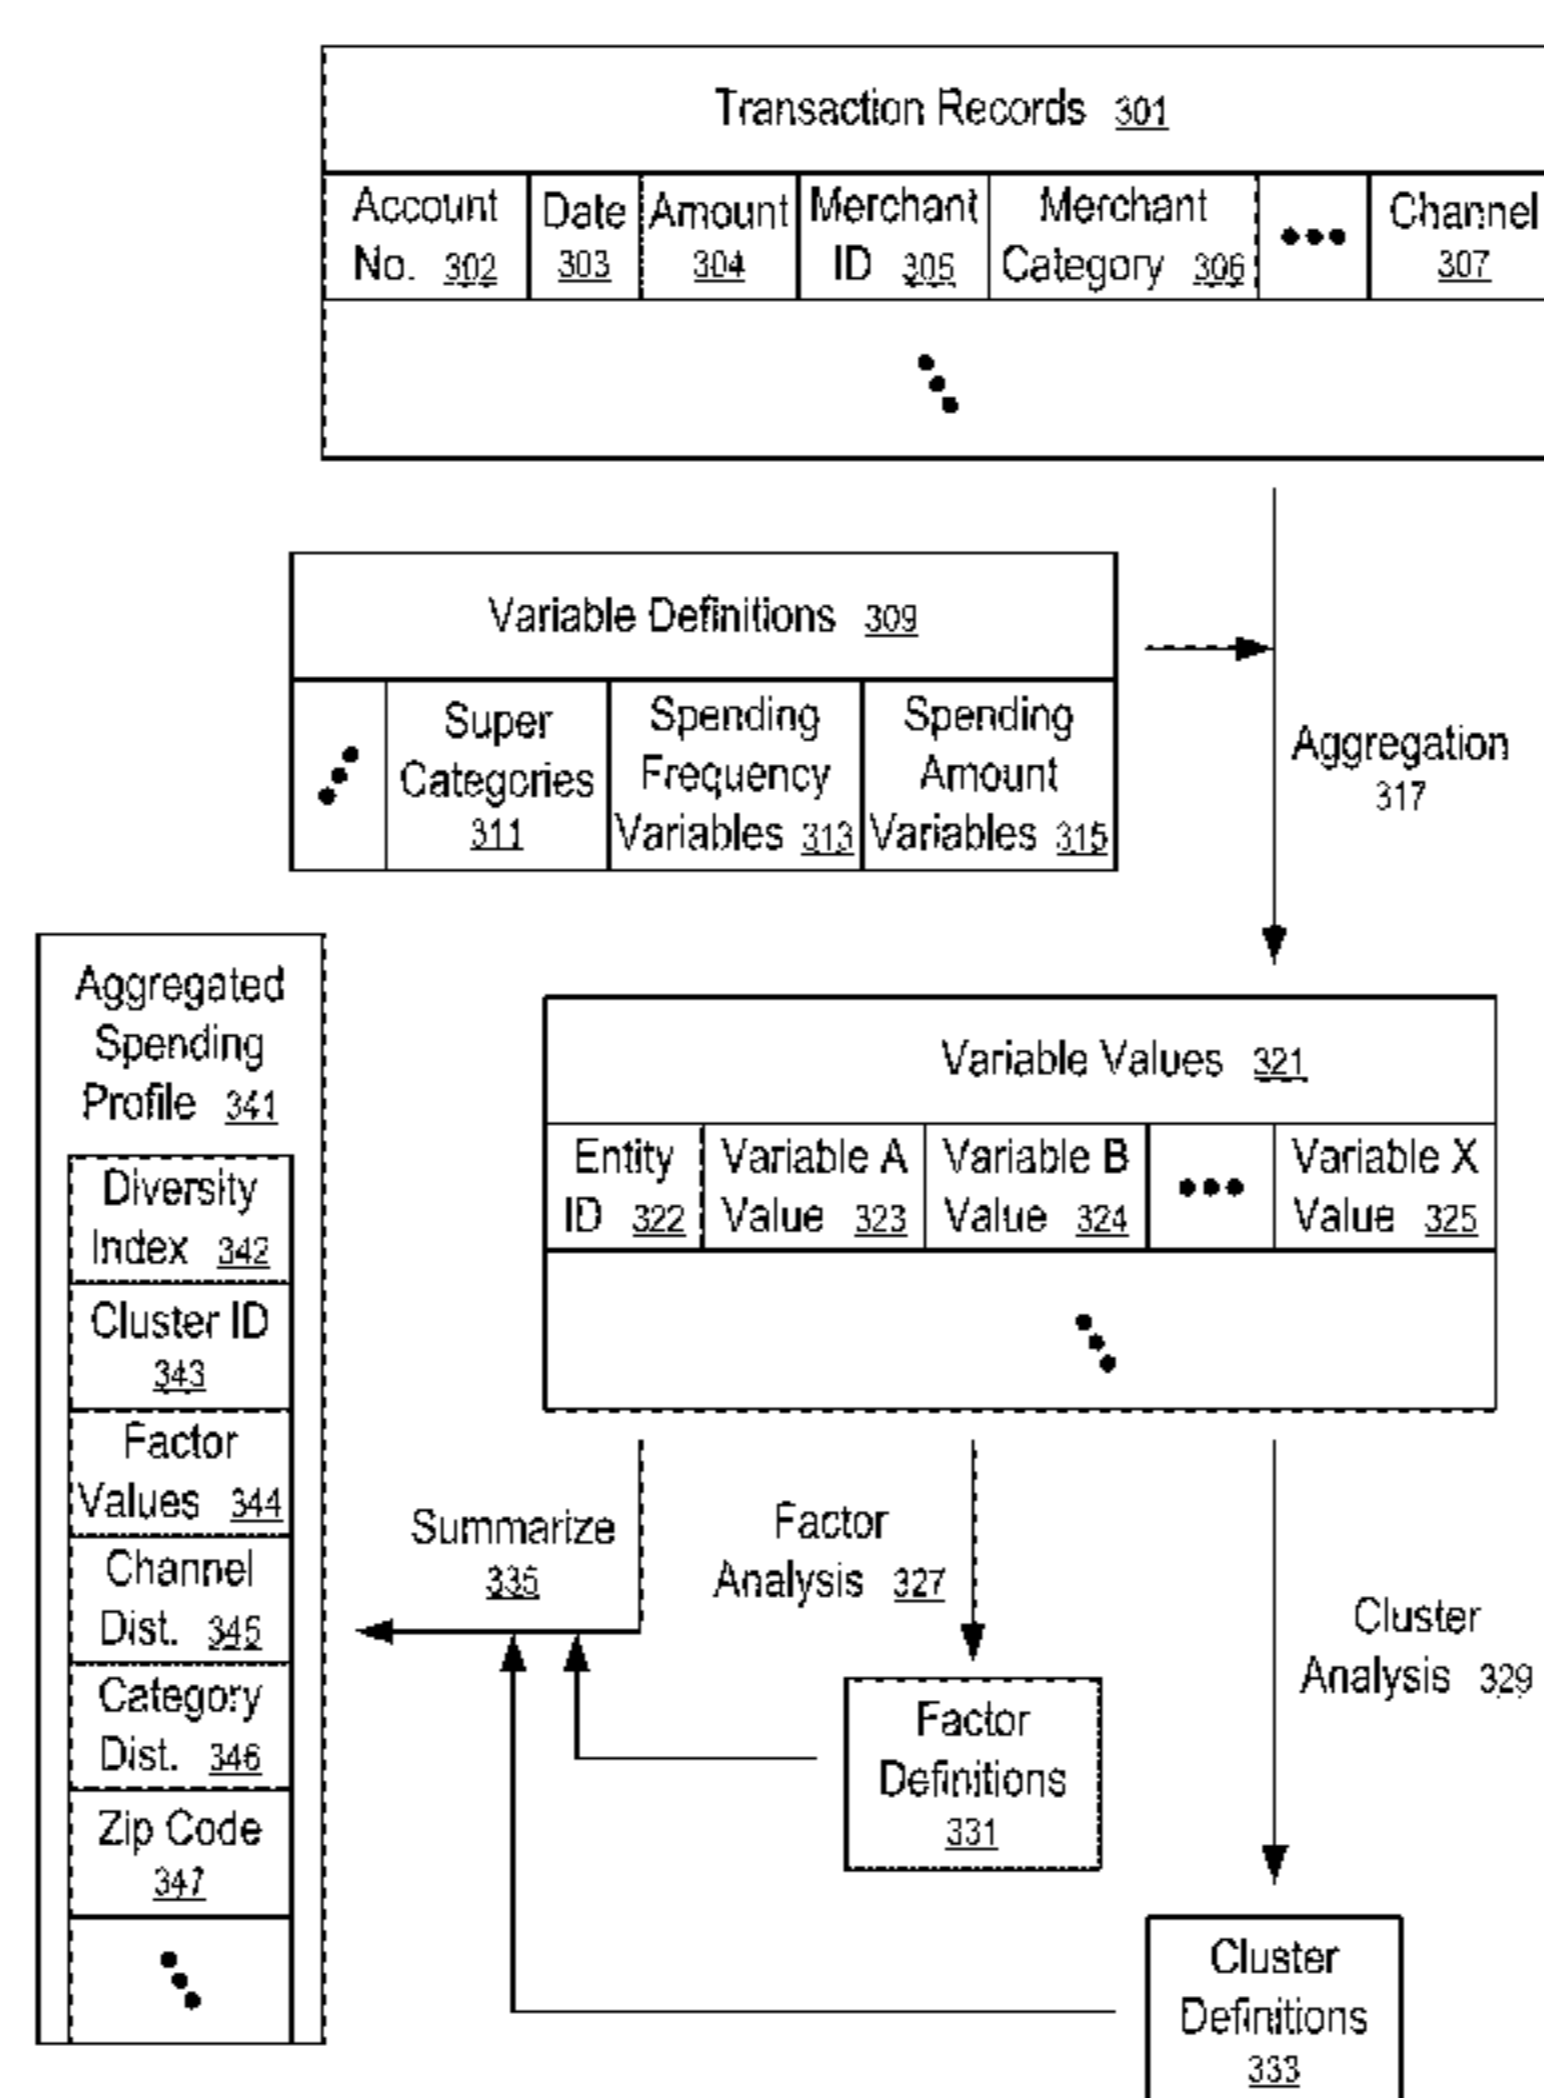 Transaction Records 301
Account No. 302
Date 303
Amount 304
Merchant ID 305
Merchant Category 306
•••
Channel 307
Variable Definitions 309
Super Categories 311
Spending Frequency Variables 313
Spending Amount Variables 315
Aggregation 317
Aggregated Spending Profile 341
Diversity Index 342
Cluster ID 343
Factor Values 344
Channel Dist. 345
Category Dist. 346
Zip Code 347
Variable Values 321
Entity ID 322
Variable A Value 323
Variable B Value 324
•••
Variable X Value 325
Summarize 335
Factor Analysis 327
Cluster Analysis 329
Factor Definitions 331
Cluster Definitions 333